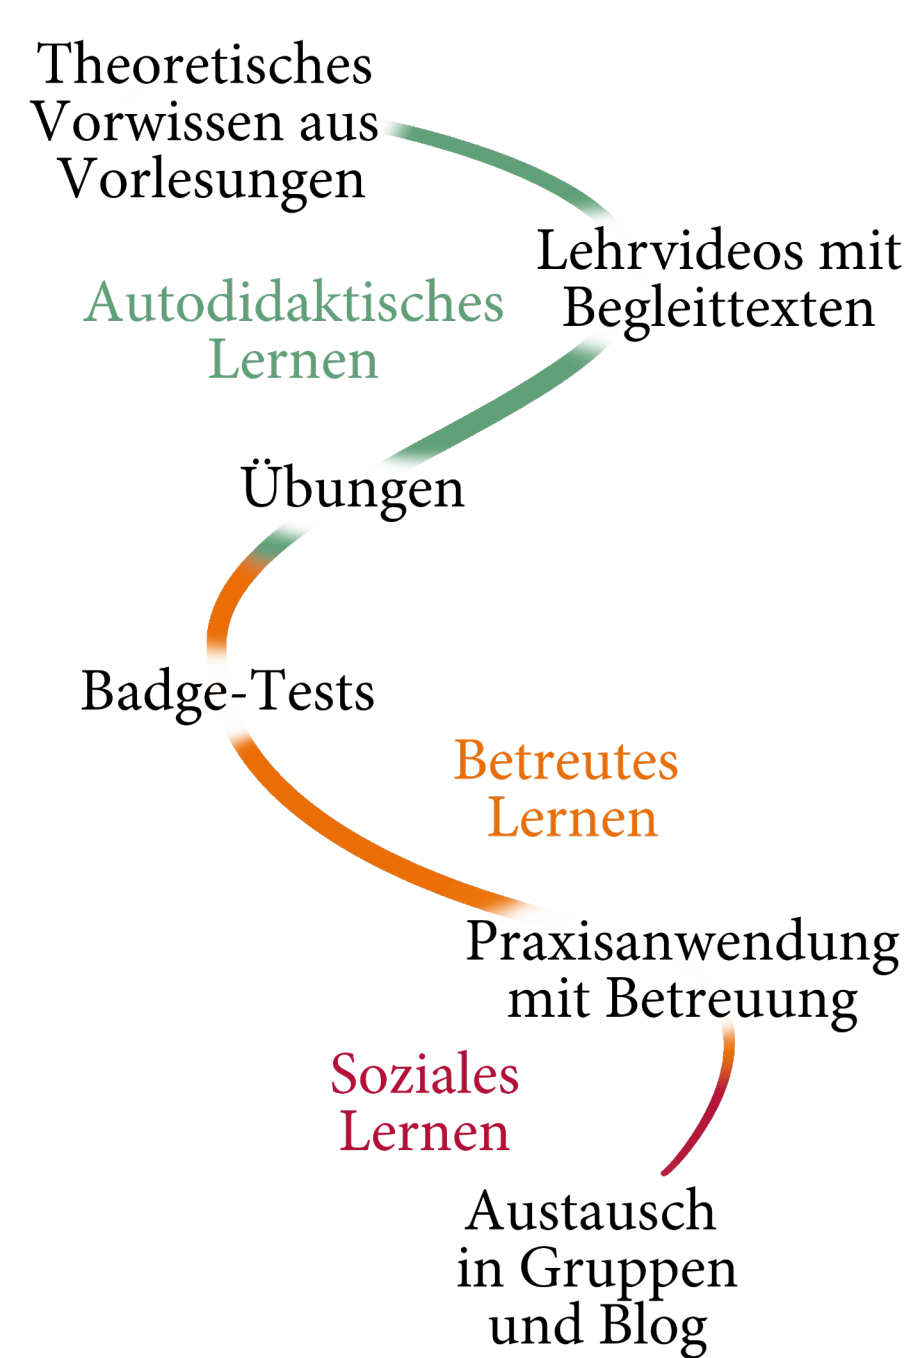 Theoretisches
Vorwissen aus
Vorlesungen
Lehrvideos mit
Begleittexten
Autodidaktisches
Lernen
Übungen
Badge-Tests
Betreutes
Lernen
Praxisanwendung
mit Betreuung
Soziales
Lernen
Austausch
in Gruppen
und Blog